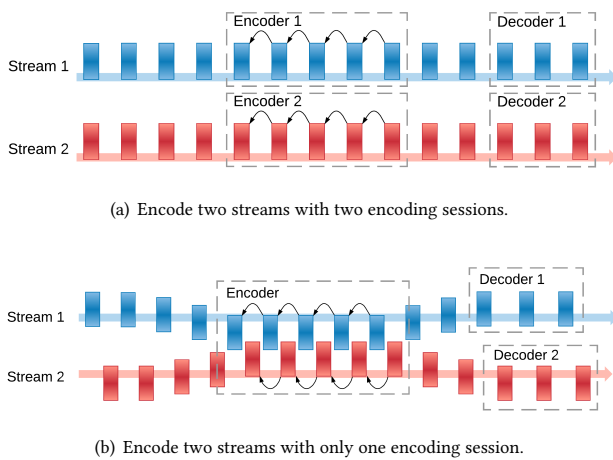 Encoder 1
Decoder 1
Stream 1
Encoder 2
Decoder 2
Stream 2
(a) Encode two streams with two encoding sessions.
Decoder 1
Encoder
Stream 1
Decoder 2
Stream 2
(b) Encode two streams with only one encoding session.